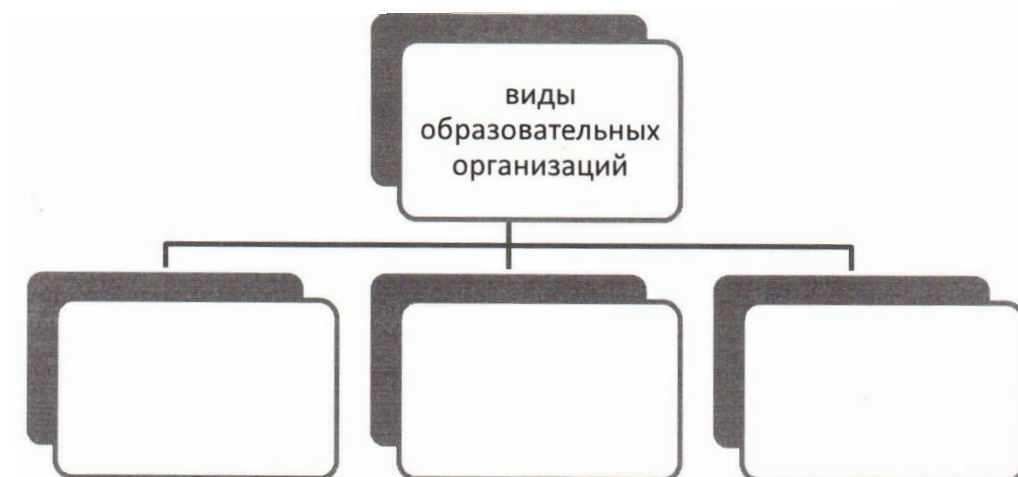 виды
образовательных
организаций